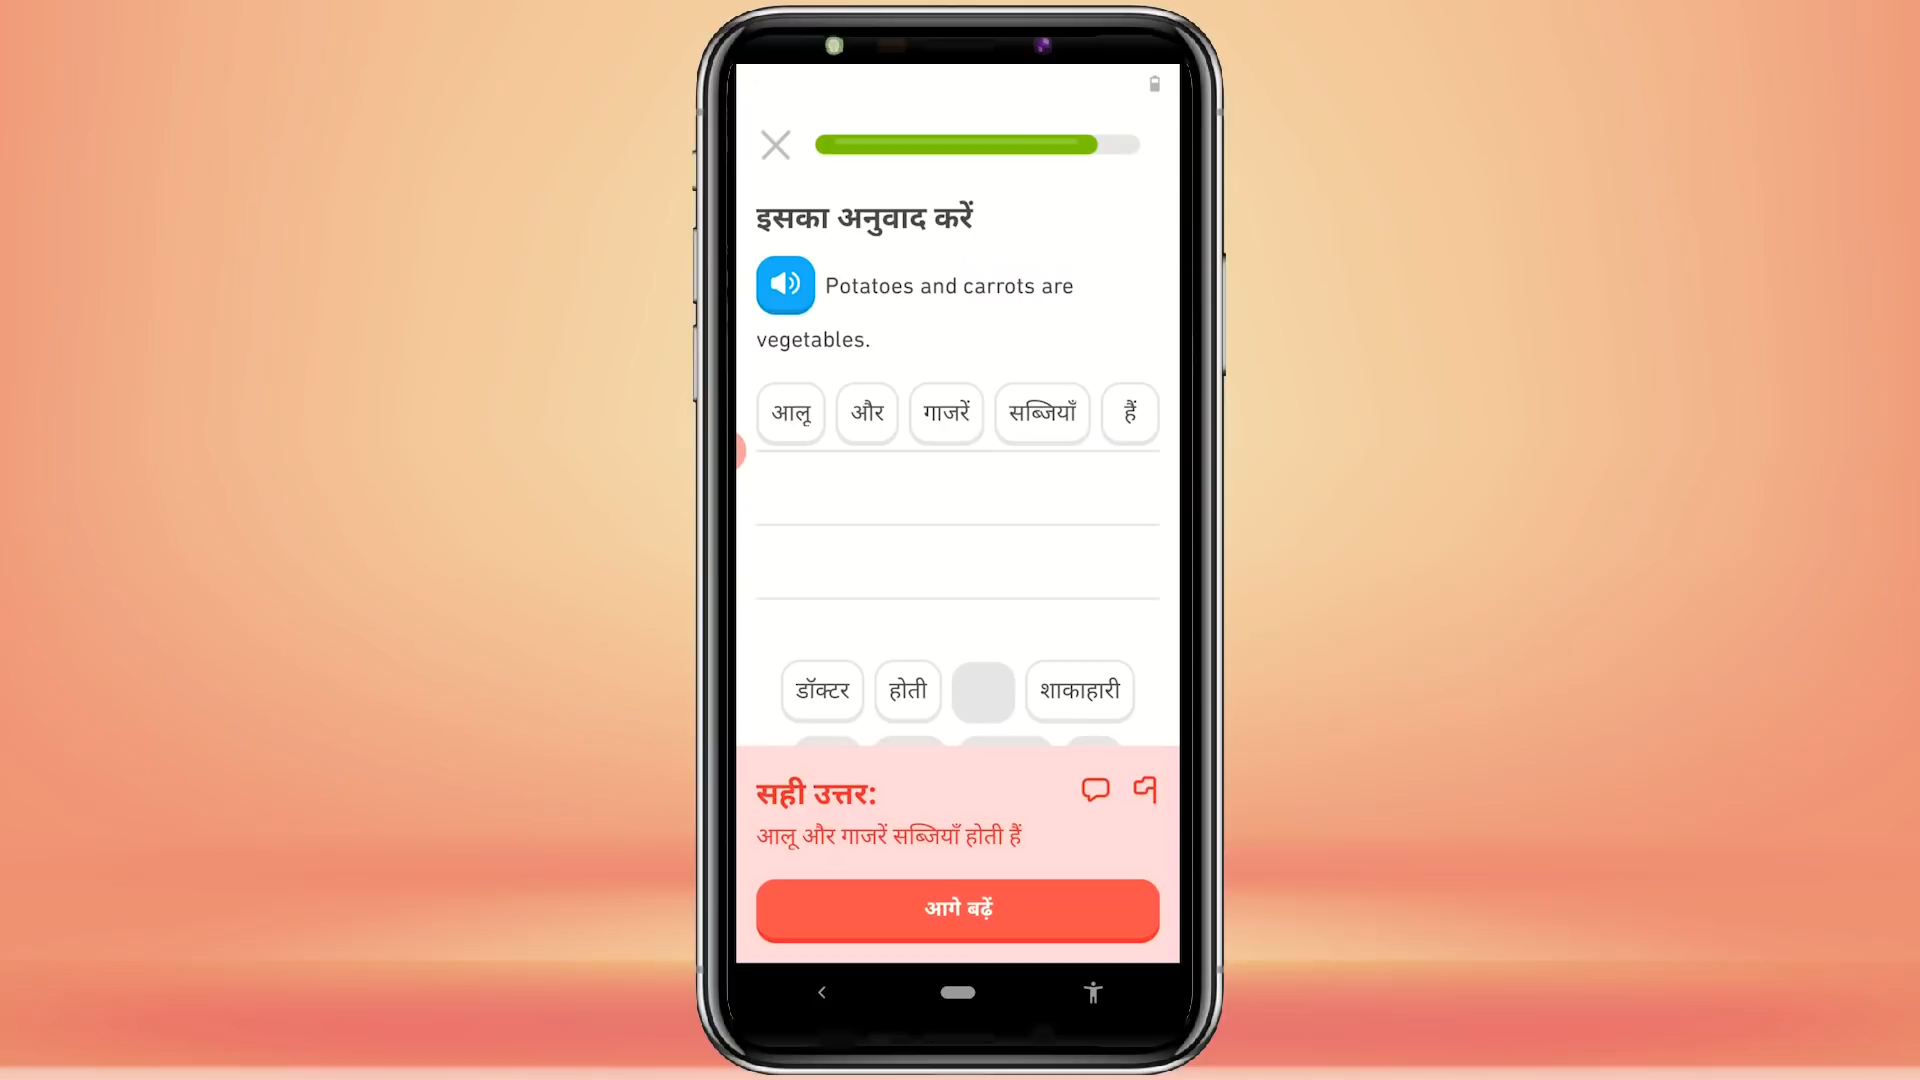 इसका अनुवाद करें
Potatoes and carrots are
vegetables.
आलू और गाजरें सब्जियाँ हैं
डॉक्टर होती शाकाहारी
सही उत्तर:
आलू और गाजरें सब्जियाँ होती हैं
आगे बढ़ें